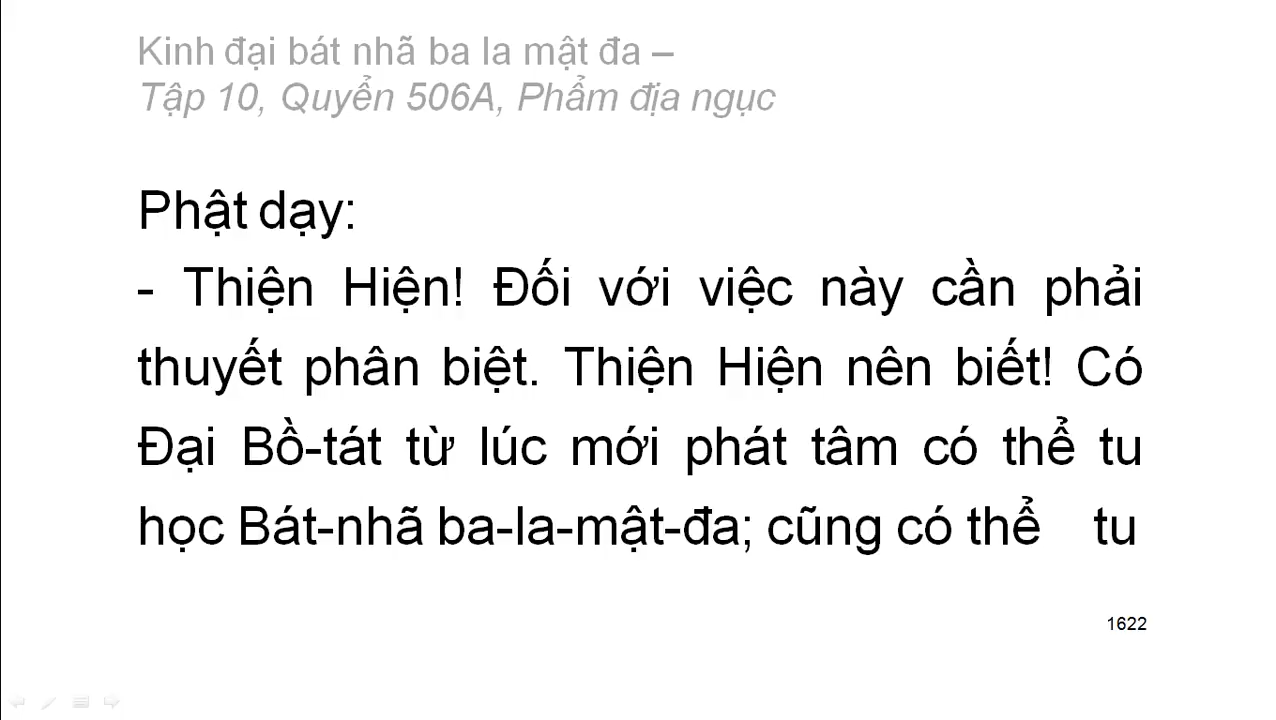 Kinh đại bát nhã ba la mật đa –
Tập 10, Quyển 506A, Phẩm địa ngục
Phật dạy:
- Thiện Hiện! Đối với việc này cần phải
thuyết phân biệt. Thiện Hiện nên biết! Có
Đại Bồ-tát từ lúc mới phát tâm có thể tu
học Bát-nhã ba-la-mật-đa; cũng có thể tu
1622